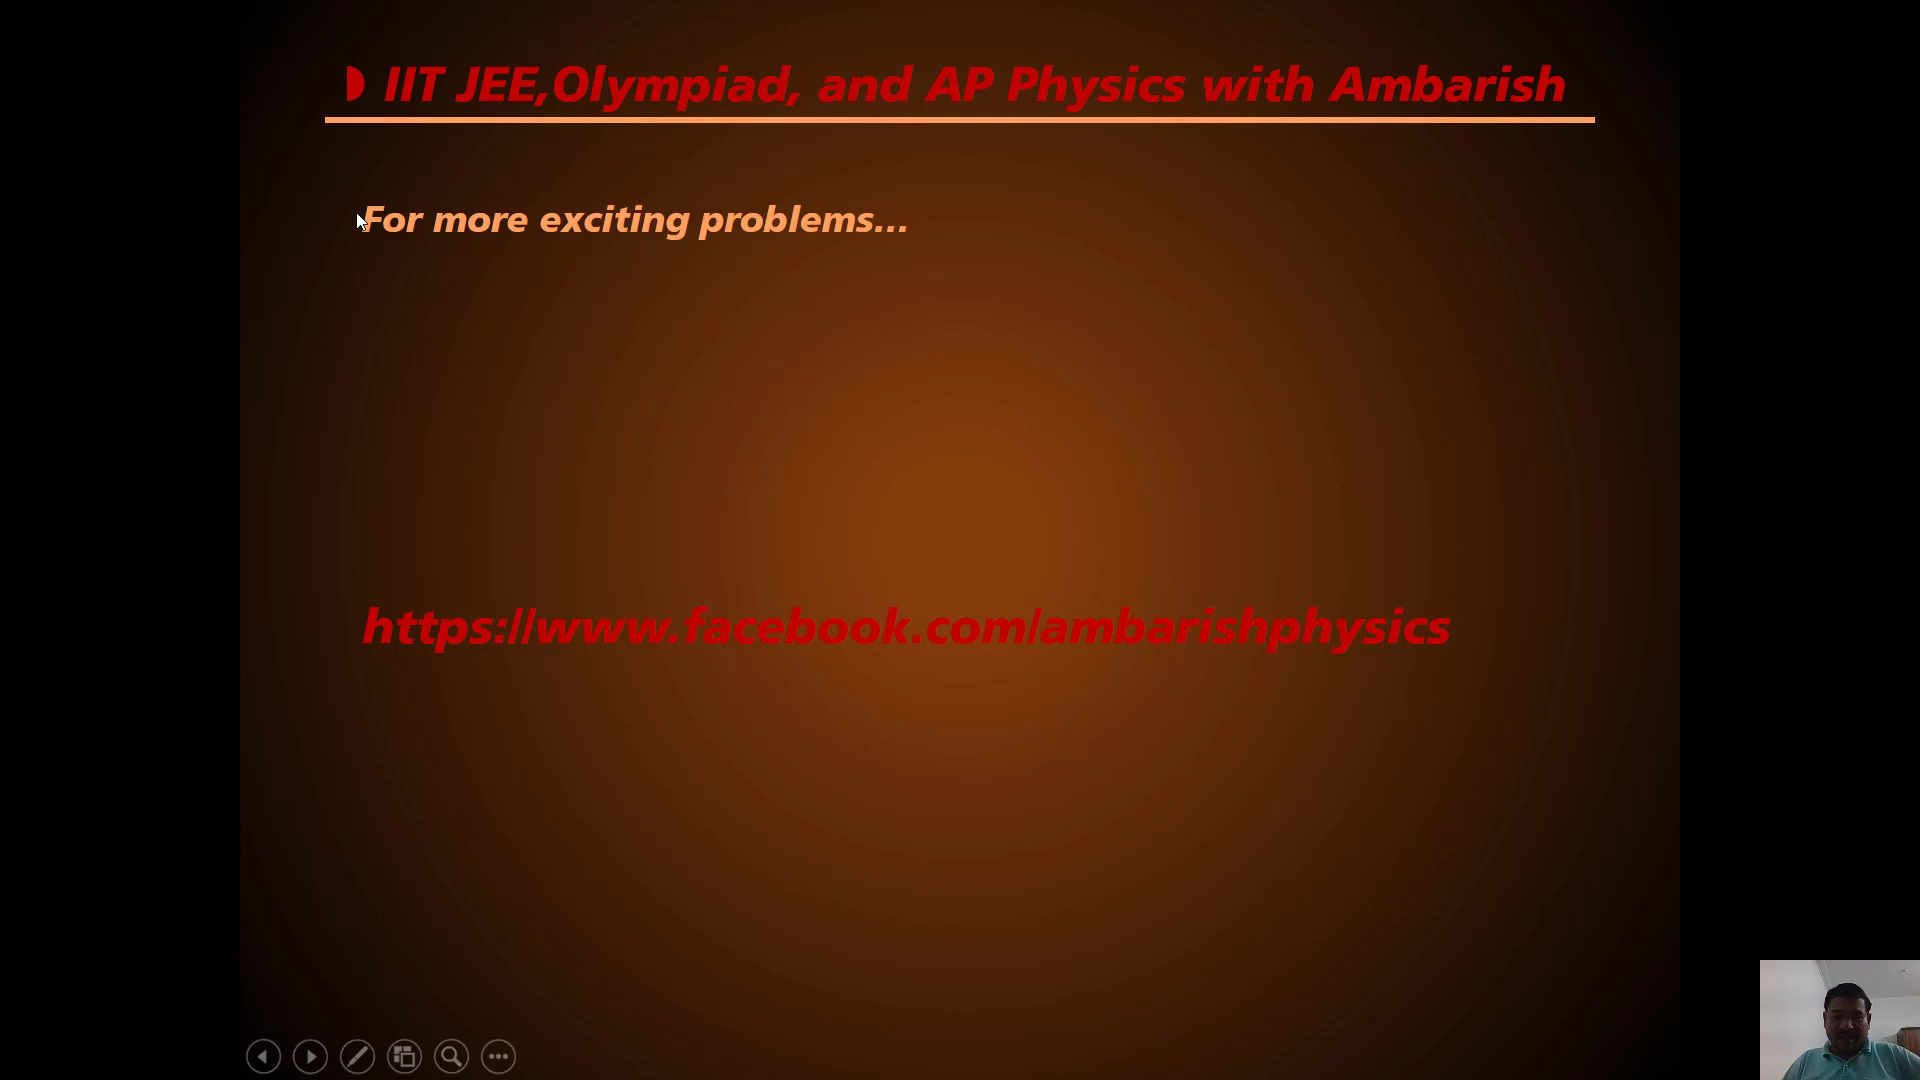 IIT JEE,Olympiad, and AP Physics with Ambarish
For more exciting problems...
https://www.facebook.com/ambarishphysics